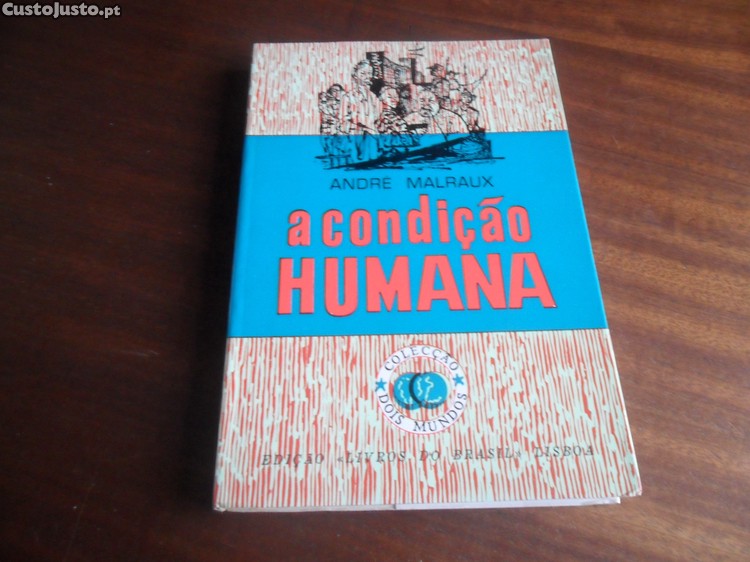 CustoJusto.pt
ANDRÉ MALRAUX
a condição
HUMANA
COLECÇÃO
DOIS MUNDOS
EDIÇÃO «LIVROS DO BRASIL» LISBOA